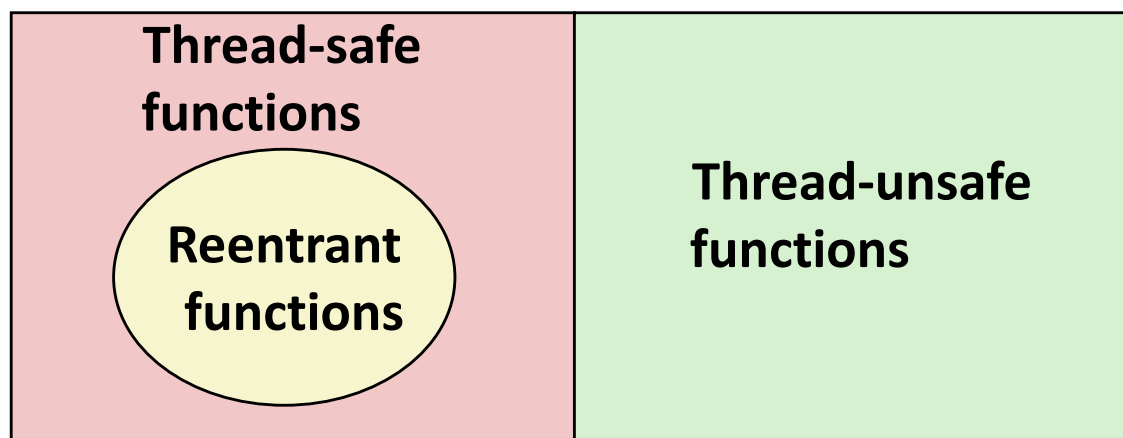 Thread-safe
functions
Reentrant
functions
Thread-unsafe
functions